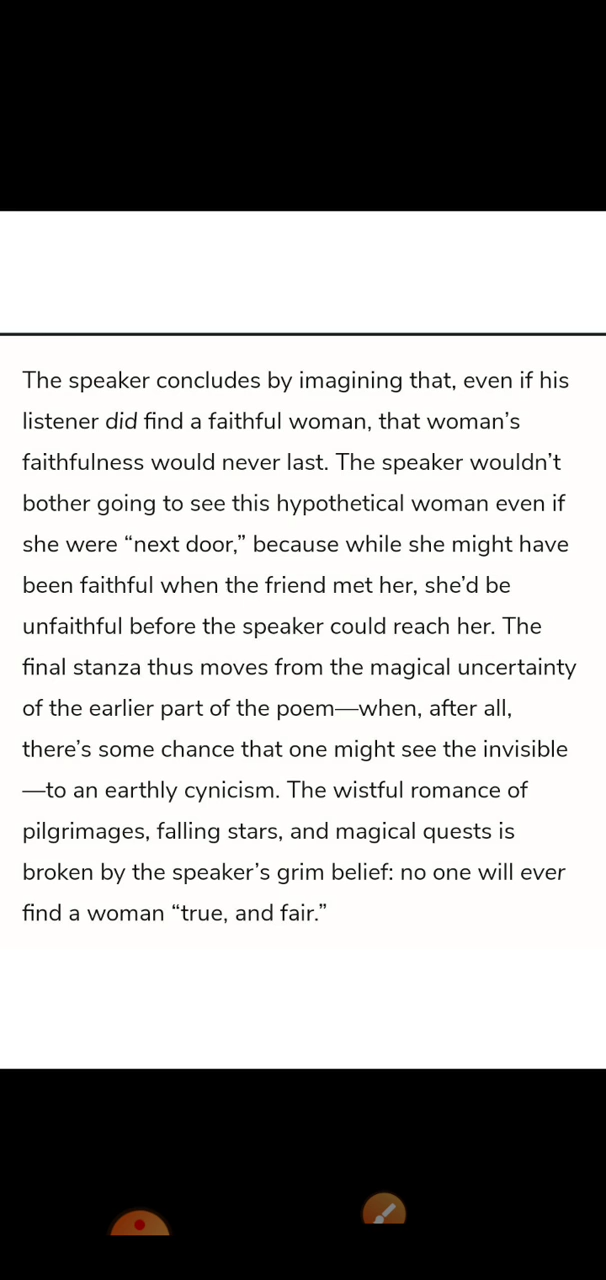 The speaker concludes by imagining that, even if his
listener did find a faithful woman, that woman’s
faithfulness would never last. The speaker wouldn’t
bother going to see this hypothetical woman even if
she were “next door,” because while she might have
been faithful when the friend met her, she’d be
unfaithful before the speaker could reach her. The
final stanza thus moves from the magical uncertainty
of the earlier part of the poem—when, after all,
there’s some chance that one might see the invisible
—to an earthly cynicism. The wistful romance of
pilgrimages, falling stars, and magical quests is
broken by the speaker’s grim belief: no one will ever
find a woman “true, and fair.”